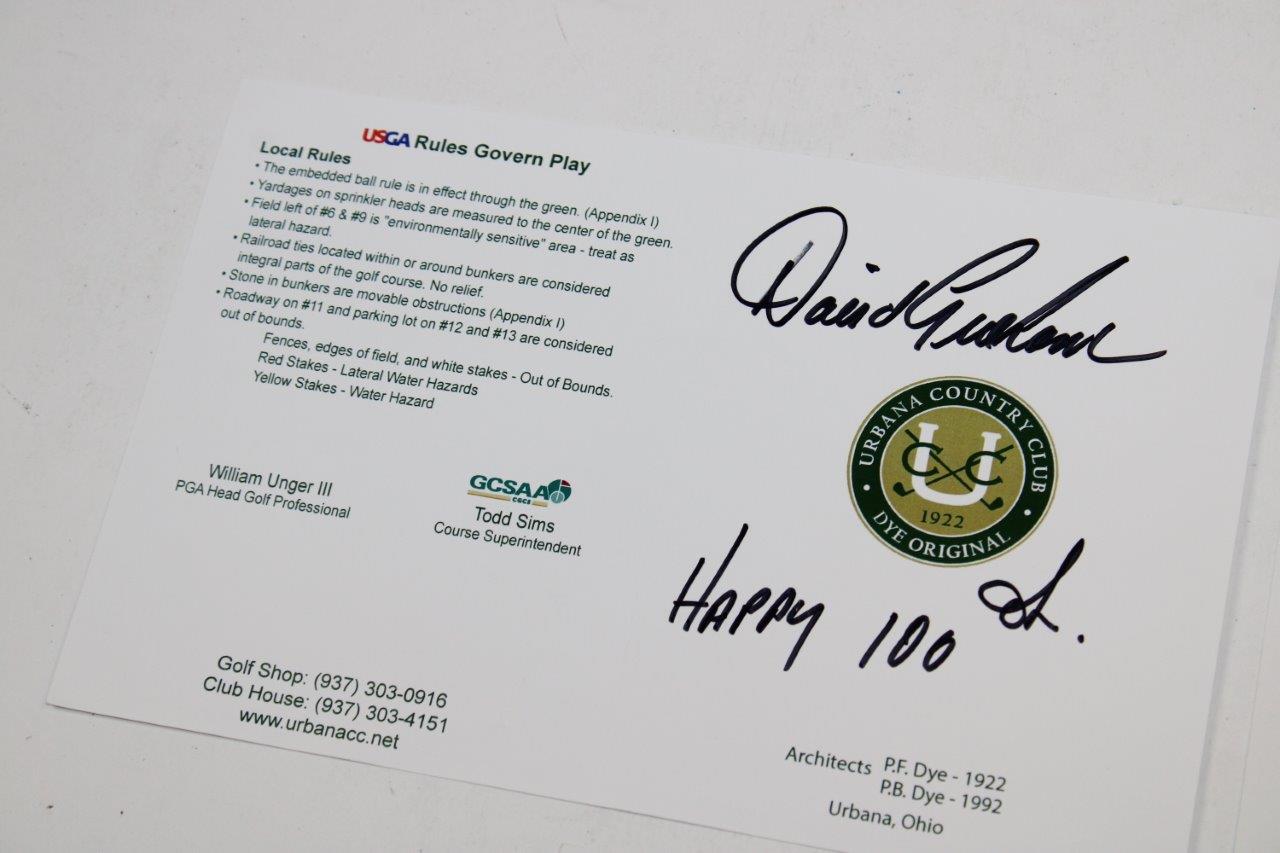 USGA Rules Govern Play
Local Rules
• The embedded ball rule is in effect through the green. (Appendix I)
• Yardages on sprinkler heads are measured to the center of the green.
• Field left of #6 & #9 is "environmentally sensitive" area - treat as
lateral hazard.
• Railroad ties located within or around bunkers are considered
integral parts of the golf course. No relief.
• Stone in bunkers are movable obstructions (Appendix I)
• Roadway on #11 and parking lot on #12 and #13 are considered
out of bounds.
Fences, edges of field, and white stakes - Out of Bounds.
Red Stakes - Lateral Water Hazards
Yellow Stakes - Water Hazard
William Unger III
PGA Head Golf Professional
GCSAA
CGCS
Todd Sims
Course Superintendent
Golf Shop: (937) 303-0916
Club House: (937) 303-4151
www.urbanacc.net
David Graham
URBANA COUNTRY CLUB
U
C C
1922
DYE ORIGINAL
HAPPY 100 th.
Architects P.F. Dye - 1922
P.B. Dye - 1992
Urbana, Ohio